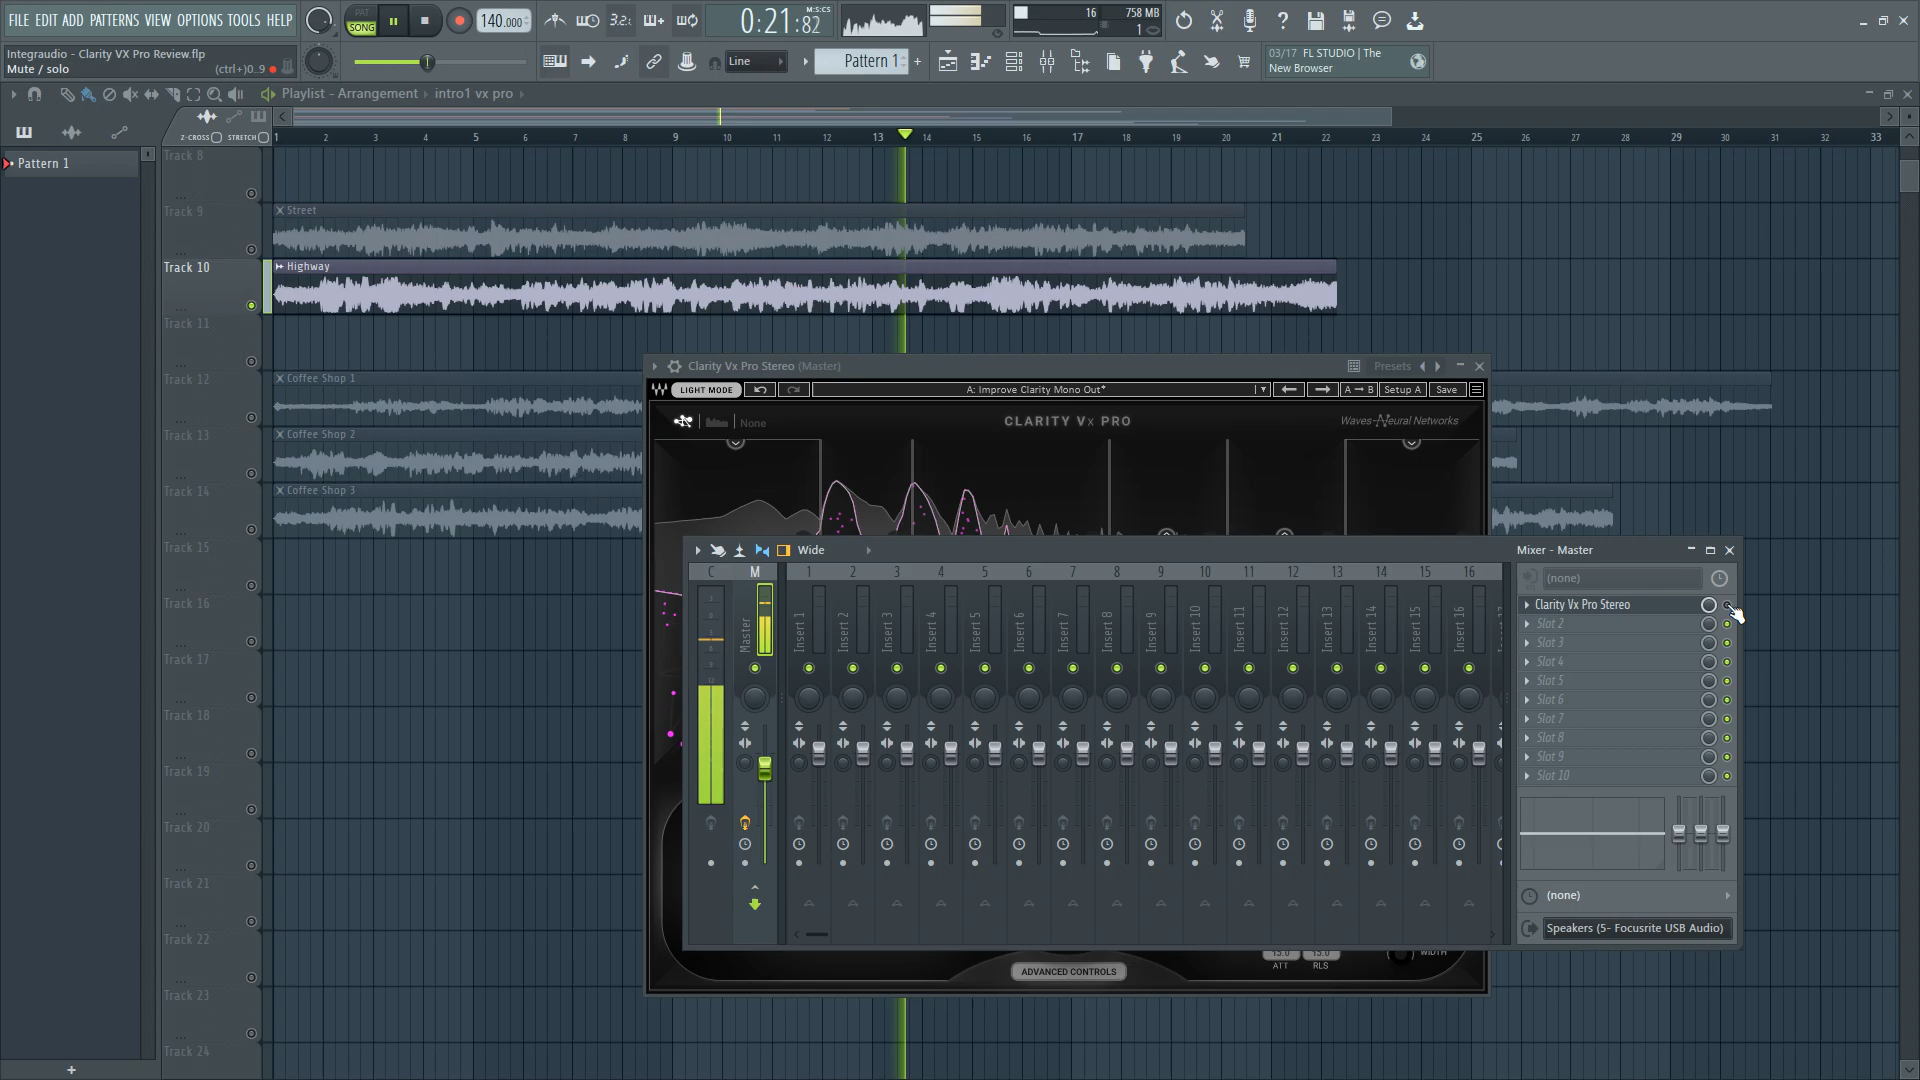 FILE EDIT ADD PATTERNS VIEW OPTIONS TOOLS HELP
PAT
SONG
140.000
3.2.
0:21:82
M:S:CS
16
758 MB
1
Integraudio - Clarity VX Pro Review.flp
Mute / solo
(ctrl+)0..9
Line
Pattern 1
+
03/17 FL STUDIO | The
New Browser
Playlist - Arrangement
intro1 vx pro
Z-CROSS
STRETCH
1 2 3 4 5 6 7 8 9 10 11 12 13 14 15 16 17 18 19 20 21 22 23 24 25 26 27 28 29 30 31 32 33
Pattern 1
Track 8
Track 9
Street
Track 10
Highway
Track 11
Track 12
Coffee Shop 1
Track 13
Coffee Shop 2
Track 14
Coffee Shop 3
Track 15
Track 16
Track 17
Track 18
Track 19
Track 20
Track 21
Track 22
Track 23
Track 24
+
Clarity Vx Pro Stereo (Master)
Presets
LIGHT MODE
A: Improve Clarity Mono Out*
A → B
Setup A
Save
None
CLARITY Vx PRO
Waves Neural Networks
Wide
Mixer - Master
C M 1 2 3 4 5 6 7 8 9 10 11 12 13 14 15 16
Master
Insert 1
Insert 2
Insert 3
Insert 4
Insert 5
Insert 6
Insert 7
Insert 8
Insert 9
Insert 10
Insert 11
Insert 12
Insert 13
Insert 14
Insert 15
Insert 16
(none)
Clarity Vx Pro Stereo
Slot 2
Slot 3
Slot 4
Slot 5
Slot 6
Slot 7
Slot 8
Slot 9
Slot 10
(none)
Speakers (5- Focusrite USB Audio)
15.0
15.0
WIDTH
ATT
RLS
ADVANCED CONTROLS